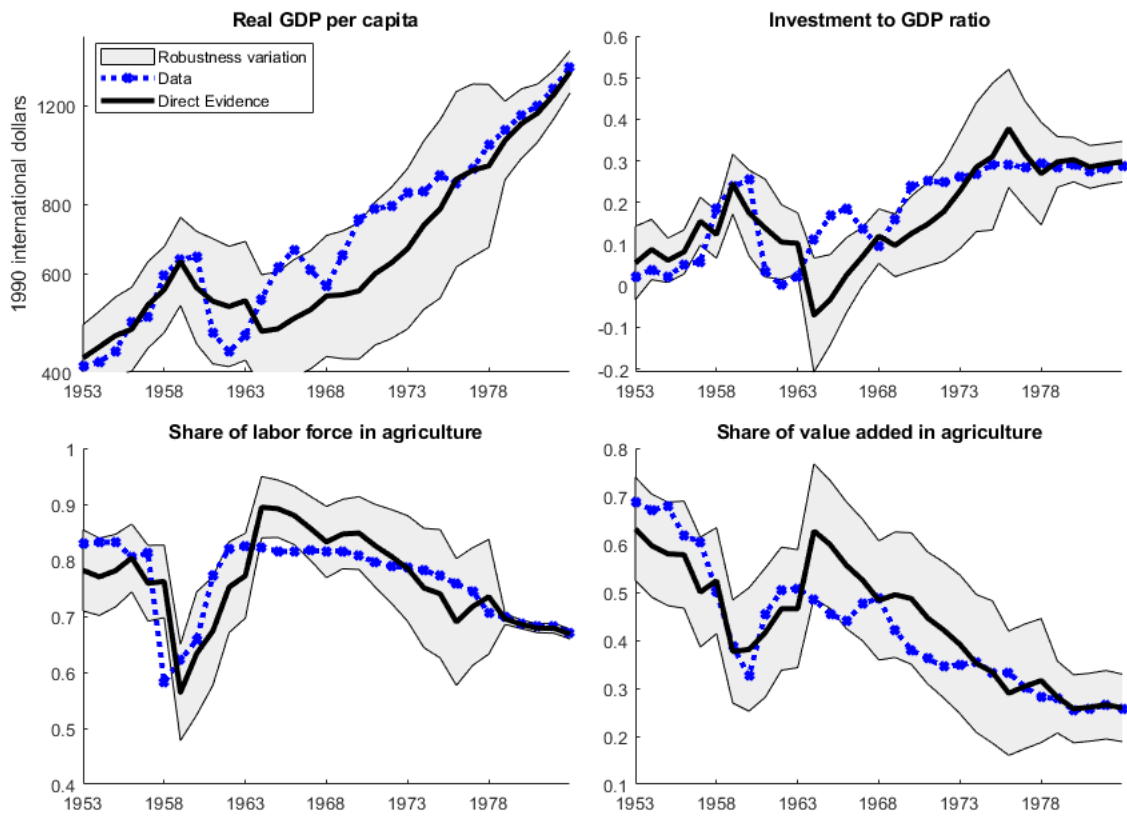 Real GDP per capita
Robustness variation
Data
Direct Evidence
1990 international dollars
1200
800
600
400
1953 1958 1963 1968 1973 1978
Investment to GDP ratio
0.6
0.5
0.4
0.3
0.2
0.1
0
-0.1
-0.2
1953 1958 1963 1968 1973 1978
Share of labor force in agriculture
1
0.9
0.8
0.7
0.6
0.5
0.4
1953 1958 1963 1968 1973 1978
Share of value added in agriculture
0.8
0.7
0.6
0.5
0.4
0.3
0.2
0.1
1953 1958 1963 1968 1973 1978